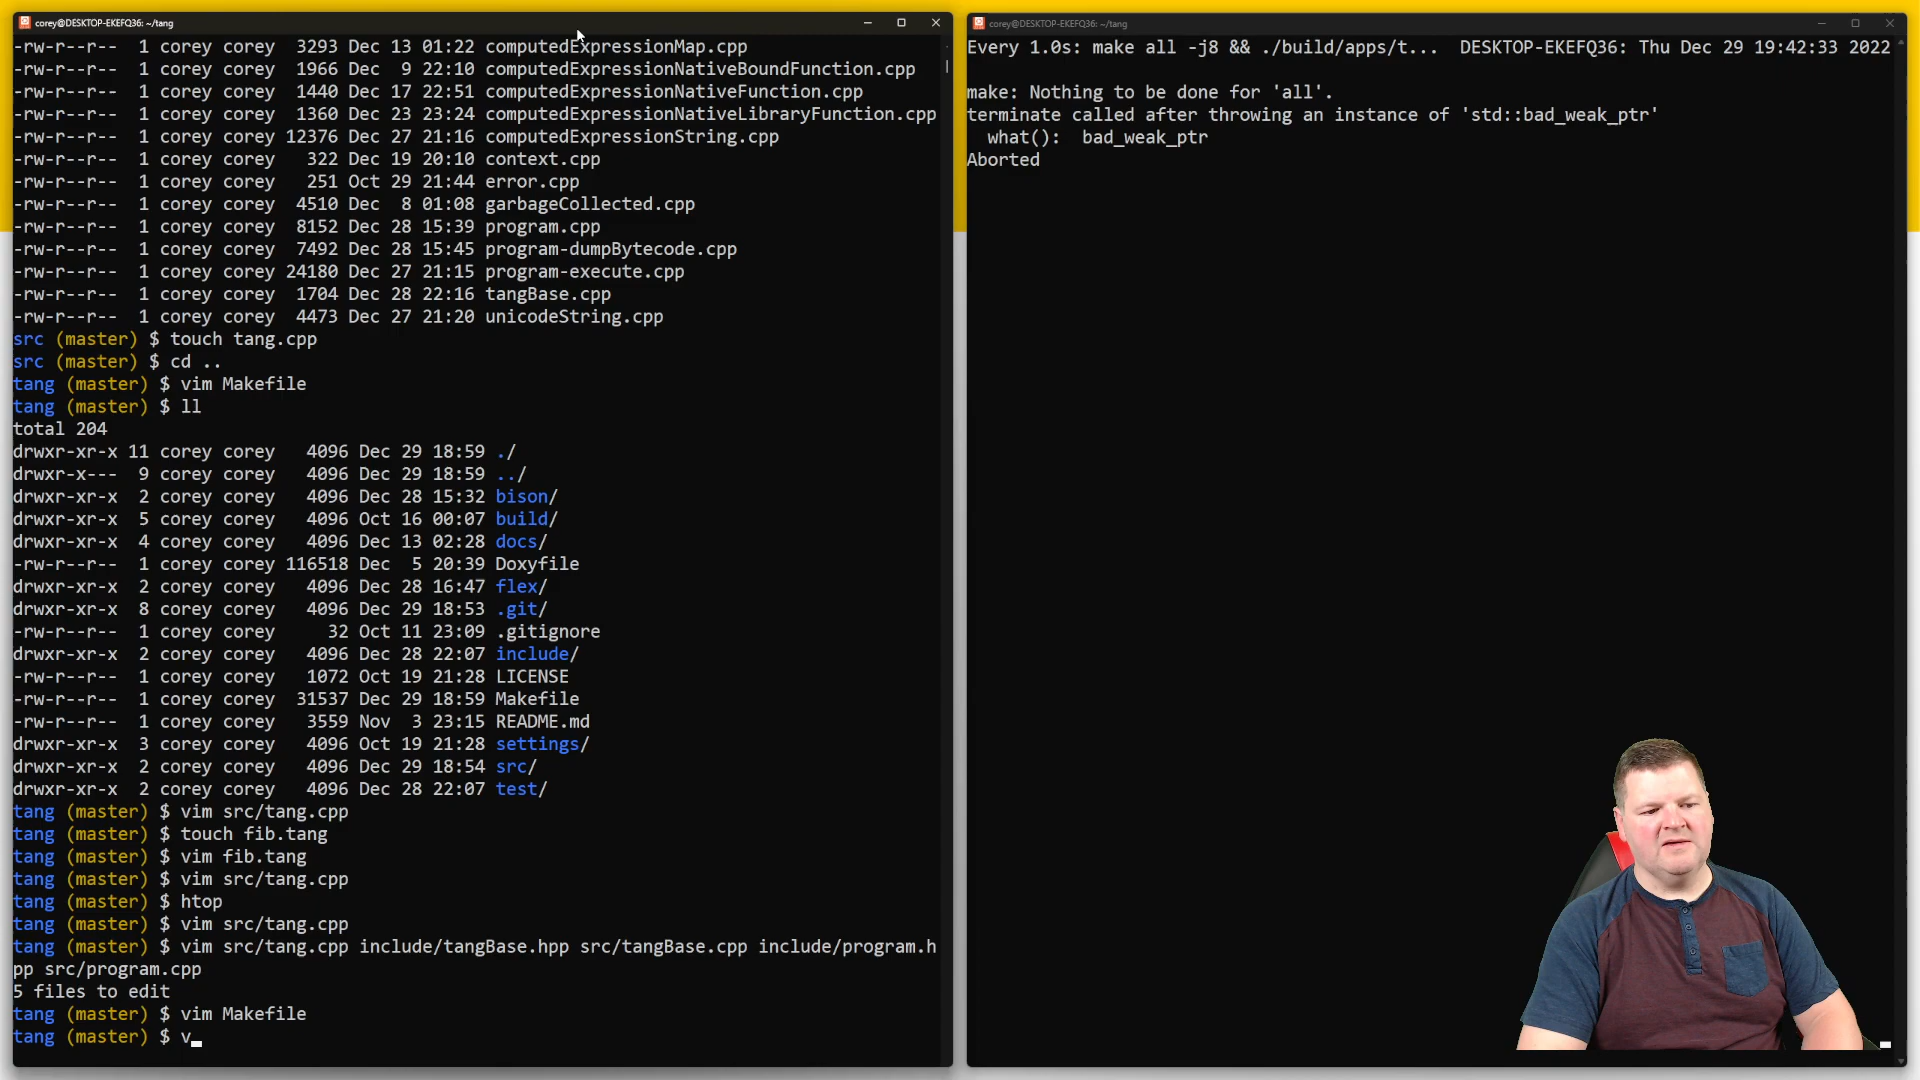 corey@DESKTOP-EKEFQ36: ~/tang
-rw-r--r--  1 corey corey  3293 Dec 13 01:22 computedExpressionMap.cpp
-rw-r--r--  1 corey corey  1966 Dec  9 22:10 computedExpressionNativeBoundFunction.cpp
-rw-r--r--  1 corey corey  1440 Dec 17 22:51 computedExpressionNativeFunction.cpp
-rw-r--r--  1 corey corey  1360 Dec 23 23:24 computedExpressionNativeLibraryFunction.cpp
-rw-r--r--  1 corey corey 12376 Dec 27 21:16 computedExpressionString.cpp
-rw-r--r--  1 corey corey   322 Dec 19 20:10 context.cpp
-rw-r--r--  1 corey corey   251 Oct 29 21:44 error.cpp
-rw-r--r--  1 corey corey  4510 Dec  8 01:08 garbageCollected.cpp
-rw-r--r--  1 corey corey  8152 Dec 28 15:39 program.cpp
-rw-r--r--  1 corey corey  7492 Dec 28 15:45 program-dumpBytecode.cpp
-rw-r--r--  1 corey corey 24180 Dec 27 21:15 program-execute.cpp
-rw-r--r--  1 corey corey  1704 Dec 28 22:16 tangBase.cpp
-rw-r--r--  1 corey corey  4473 Dec 27 21:20 unicodeString.cpp
src (master) $ touch tang.cpp
src (master) $ cd ..
tang (master) $ vim Makefile
tang (master) $ ll
total 204
drwxr-xr-x 11 corey corey   4096 Dec 29 18:59 ./
drwxr-x---  9 corey corey   4096 Dec 29 18:59 ../
drwxr-xr-x  2 corey corey   4096 Dec 28 15:32 bison/
drwxr-xr-x  5 corey corey   4096 Oct 16 00:07 build/
drwxr-xr-x  4 corey corey   4096 Dec 13 02:28 docs/
-rw-r--r--  1 corey corey 116518 Dec  5 20:39 Doxyfile
drwxr-xr-x  2 corey corey   4096 Dec 28 16:47 flex/
drwxr-xr-x  8 corey corey   4096 Dec 29 18:53 .git/
-rw-r--r--  1 corey corey     32 Oct 11 23:09 .gitignore
drwxr-xr-x  2 corey corey   4096 Dec 28 22:07 include/
-rw-r--r--  1 corey corey   1072 Oct 19 21:28 LICENSE
-rw-r--r--  1 corey corey  31537 Dec 29 18:59 Makefile
-rw-r--r--  1 corey corey   3559 Nov  3 23:15 README.md
drwxr-xr-x  3 corey corey   4096 Oct 19 21:28 settings/
drwxr-xr-x  2 corey corey   4096 Dec 29 18:54 src/
drwxr-xr-x  2 corey corey   4096 Dec 28 22:07 test/
tang (master) $ vim src/tang.cpp
tang (master) $ touch fib.tang
tang (master) $ vim fib.tang
tang (master) $ vim src/tang.cpp
tang (master) $ htop
tang (master) $ vim src/tang.cpp
tang (master) $ vim src/tang.cpp include/tangBase.hpp src/tangBase.cpp include/program.h
pp src/program.cpp
5 files to edit
tang (master) $ vim Makefile
tang (master) $ v
corey@DESKTOP-EKEFQ36: ~/tang
Every 1.0s: make all -j8 && ./build/apps/t...  DESKTOP-EKEFQ36: Thu Dec 29 19:42:33 2022
make: Nothing to be done for 'all'.
terminate called after throwing an instance of 'std::bad_weak_ptr'
  what():  bad_weak_ptr
Aborted